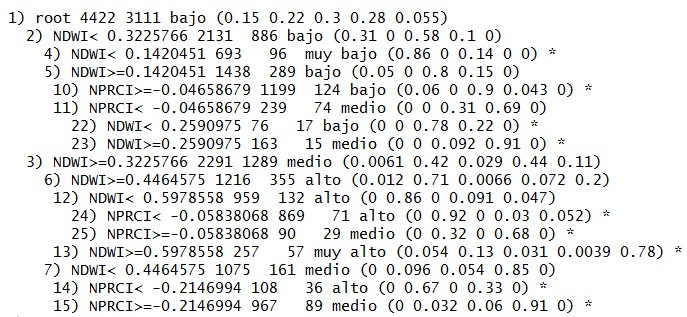 1) root 4422 3111 bajo (0.15 0.22 0.3 0.28 0.055)
2) NDWI< 0.3225766 2131 886 bajo (0.31 0 0.58 0.1 0)
4) NDWI< 0.1420451 693 96 muy bajo (0.86 0 0.14 0 0) *
5) NDWI>=0.1420451 1438 289 bajo (0.05 0 0.8 0.15 0)
10) NPRCI>=-0.04658679 1199 124 bajo (0.06 0 0.9 0.043 0) *
11) NPRCI< -0.04658679 239 74 medio (0 0 0.31 0.69 0)
22) NDWI< 0.2590975 76 17 bajo (0 0 0.78 0.22 0) *
23) NDWI>=0.2590975 163 15 medio (0 0 0.092 0.91 0) *
3) NDWI>=0.3225766 2291 1289 medio (0.0061 0.42 0.029 0.44 0.11)
6) NDWI>=0.4464575 1216 355 alto (0.012 0.71 0.0066 0.072 0.2)
12) NDWI< 0.5978558 959 132 alto (0 0.86 0 0.091 0.047)
24) NPRCI< -0.05838068 869 71 alto (0 0.92 0 0.03 0.052) *
25) NPRCI>=-0.05838068 90 29 medio (0 0.32 0 0.68 0) *
13) NDWI>=0.5978558 257 57 muy alto (0.054 0.13 0.031 0.0039 0.78) *
7) NDWI< 0.4464575 1075 161 medio (0 0.096 0.054 0.85 0)
14) NPRCI< -0.2146994 108 36 alto (0 0.67 0 0.33 0) *
15) NPRCI>=-0.2146994 967 89 medio (0 0.032 0.06 0.91 0) *